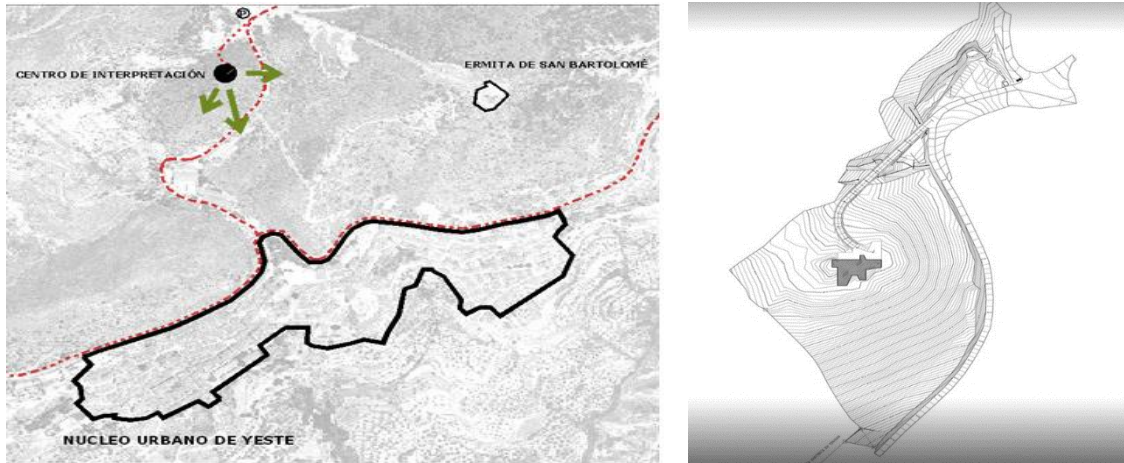 P
CENTRO DE INTERPRETACIÓN
ERMITA DE SAN BARTOLOMÉ
NUCLEO URBANO DE YESTE